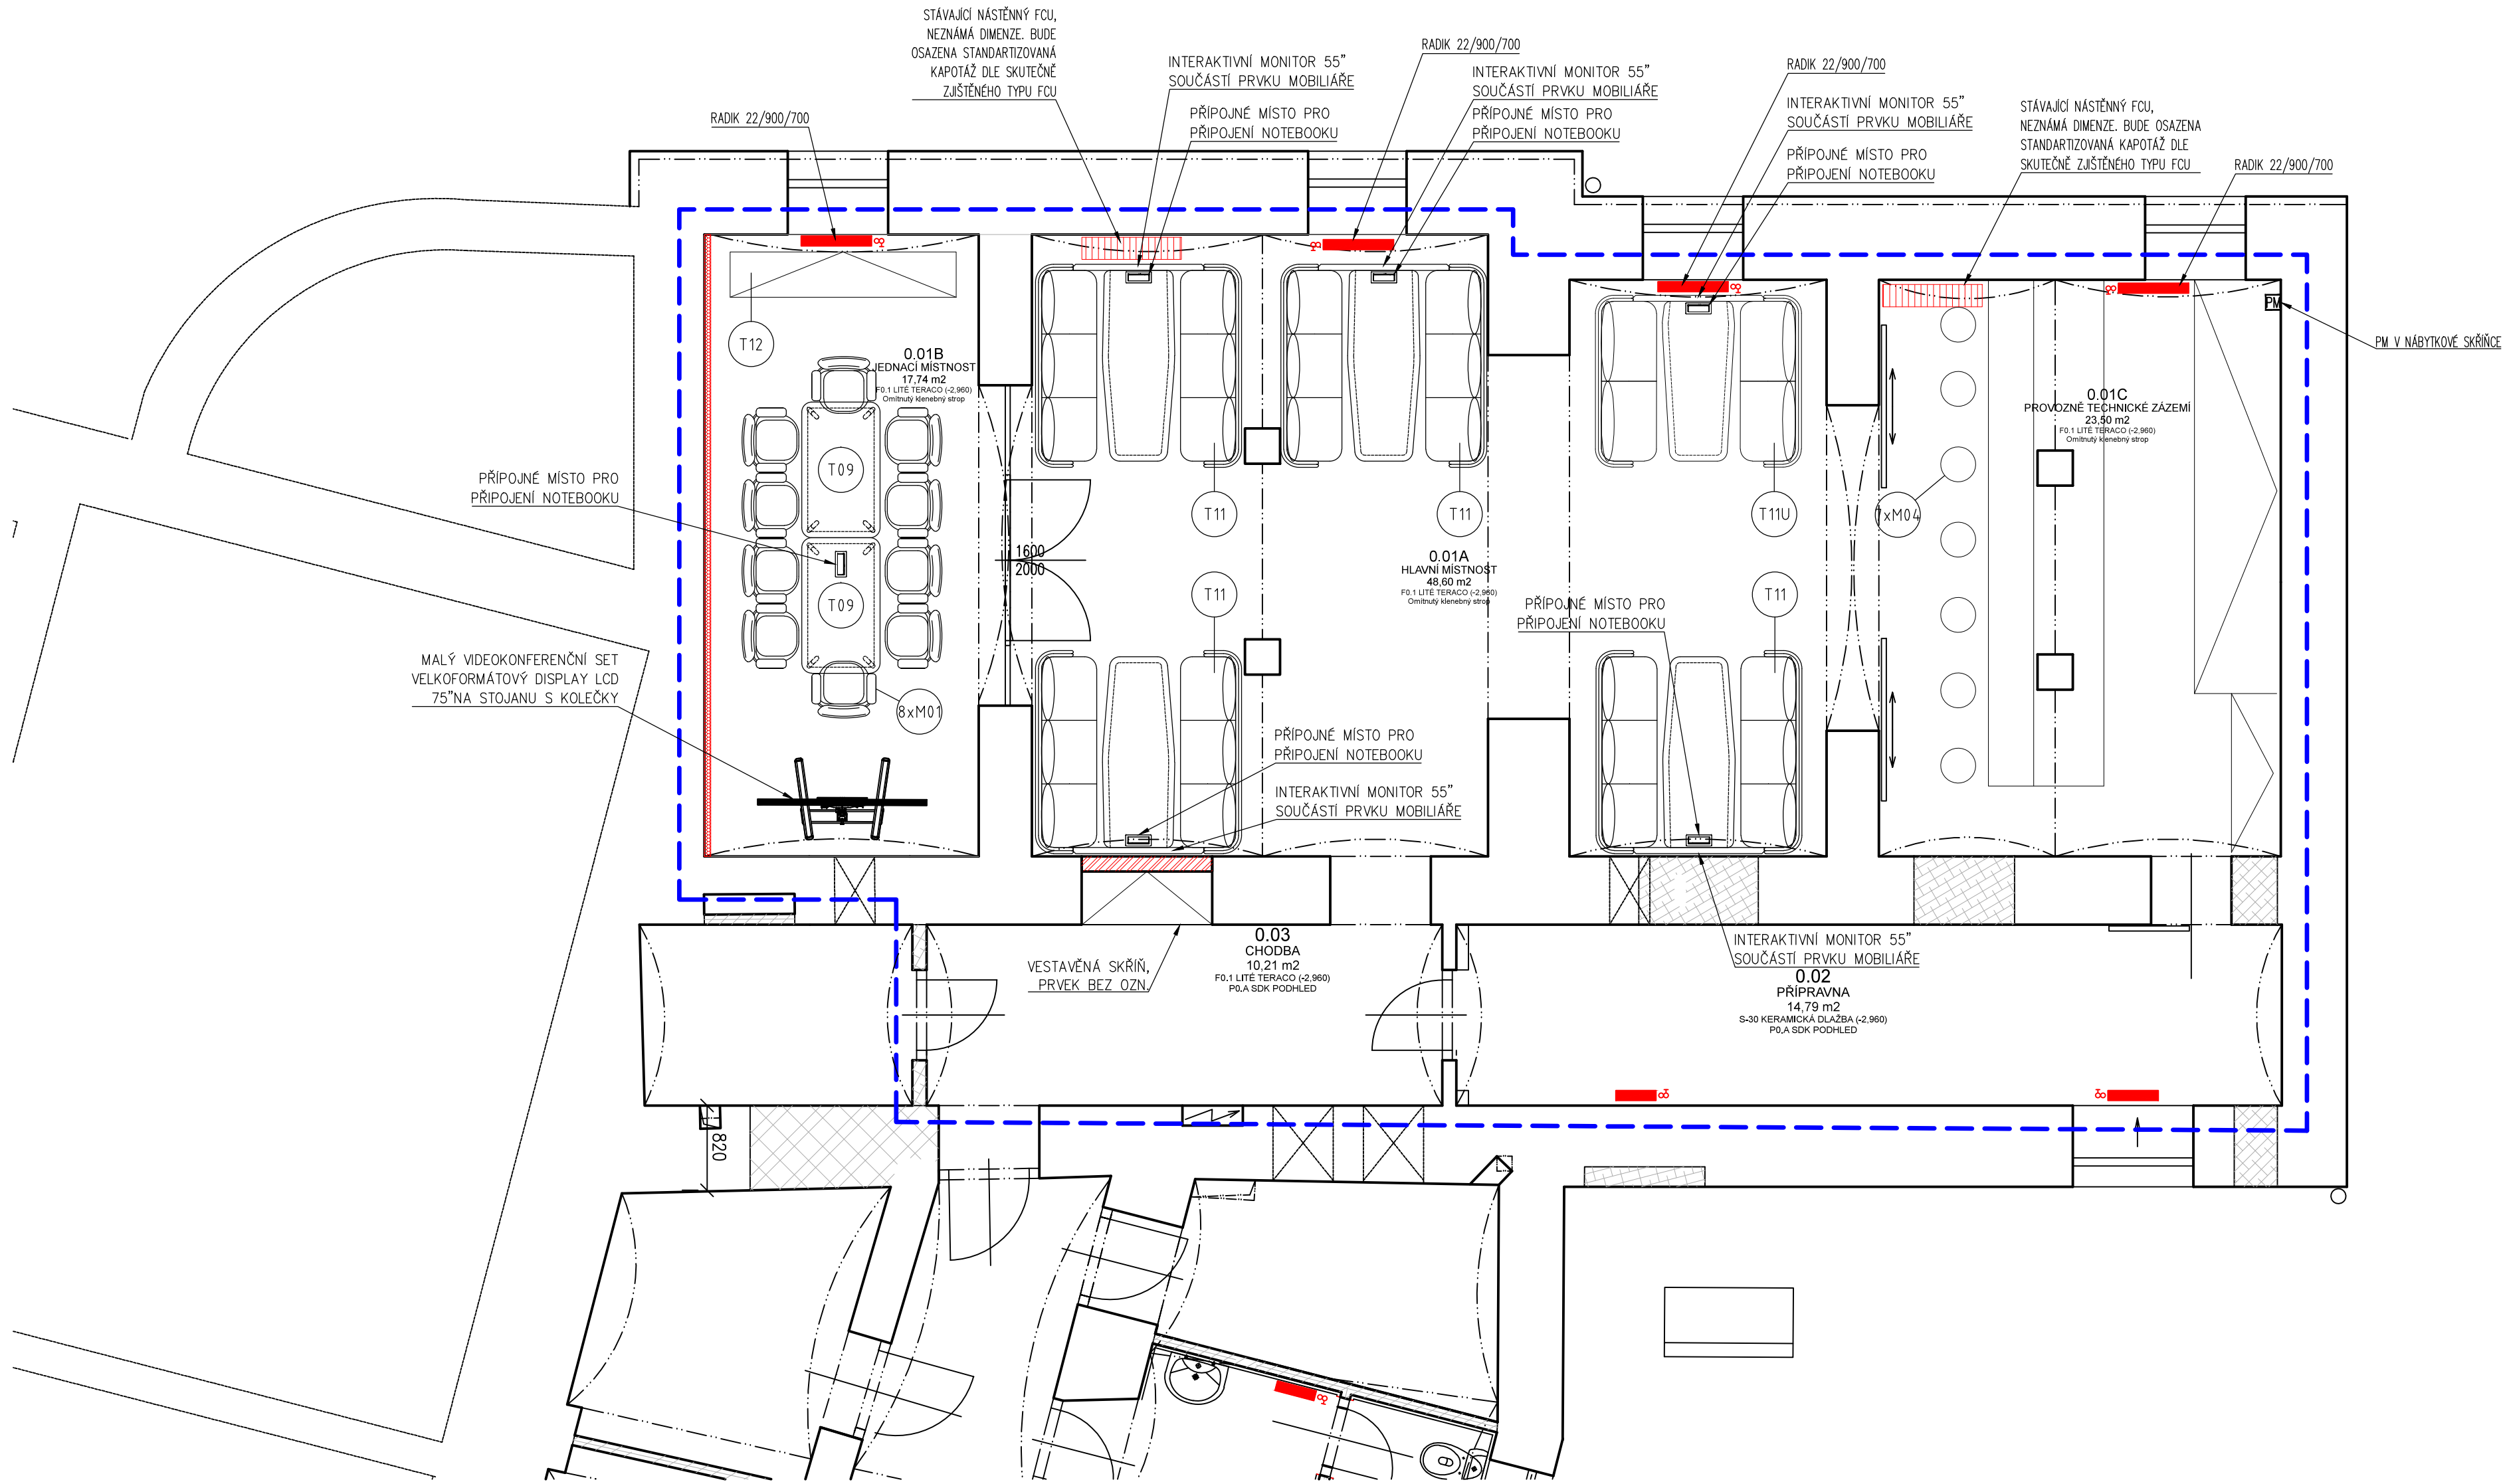 STÁVAJÍCÍ NÁSTĚNNÝ FCU,
NEZNÁMÁ DIMENZE. BUDE
OSAZENA STANDARTIZOVANÁ
KAPOTÁŽ DLE SKUTEČNĚ
ZJIŠTĚNÉHO TYPU FCU
RADIK 22/900/700
INTERAKTIVNÍ MONITOR 55"
SOUČÁSTÍ PRVKU MOBILIÁŘE
PŘÍPOJNÉ MÍSTO PRO
PŘIPOJENÍ NOTEBOOKU
RADIK 22/900/700
INTERAKTIVNÍ MONITOR 55"
SOUČÁSTÍ PRVKU MOBILIÁŘE
PŘÍPOJNÉ MÍSTO PRO
PŘIPOJENÍ NOTEBOOKU
RADIK 22/900/700
INTERAKTIVNÍ MONITOR 55"
SOUČÁSTÍ PRVKU MOBILIÁŘE
PŘÍPOJNÉ MÍSTO PRO
PŘIPOJENÍ NOTEBOOKU
STÁVAJÍCÍ NÁSTĚNNÝ FCU,
NEZNÁMÁ DIMENZE. BUDE OSAZENA
STANDARTIZOVANÁ KAPOTÁŽ DLE
SKUTEČNĚ ZJIŠTĚNÉHO TYPU FCU
RADIK 22/900/700
PM
PM V NÁBYTKOVÉ SKŘÍŇCE
T12
0.01B
JEDNACÍ MÍSTNOST
17,74 m2
F0.1 LITÉ TERACO (-2,960)
Omítnutý klenebný strop
0.01C
PROVOZNĚ TECHNICKÉ ZÁZEMÍ
23,50 m2
F0.1 LITÉ TERACO (-2,960)
Omítnutý klenebný strop
PŘÍPOJNÉ MÍSTO PRO
PŘIPOJENÍ NOTEBOOKU
T09
T09
T11
T11
T11U
7xM04
1600
2000
0.01A
HLAVNÍ MÍSTNOST
48,60 m2
F0.1 LITÉ TERACO (-2,960)
Omítnutý klenebný strop
T11
T11
PŘÍPOJNÉ MÍSTO PRO
PŘIPOJENÍ NOTEBOOKU
MALÝ VIDEOKONFERENČNÍ SET
VELKOFORMÁTOVÝ DISPLAY LCD
75"NA STOJANU S KOLEČKY
8xM01
PŘÍPOJNÉ MÍSTO PRO
PŘIPOJENÍ NOTEBOOKU
INTERAKTIVNÍ MONITOR 55"
SOUČÁSTÍ PRVKU MOBILIÁŘE
VESTAVĚNÁ SKŘÍŇ,
PRVEK BEZ OZN.
0.03
CHODBA
10,21 m2
F0.1 LITÉ TERACO (-2,960)
P0.A SDK PODHLED
INTERAKTIVNÍ MONITOR 55"
SOUČÁSTÍ PRVKU MOBILIÁŘE
0.02
PŘÍPRAVNA
14,79 m2
S-30 KERAMICKÁ DLAŽBA (-2,960)
P0.A SDK PODHLED
820